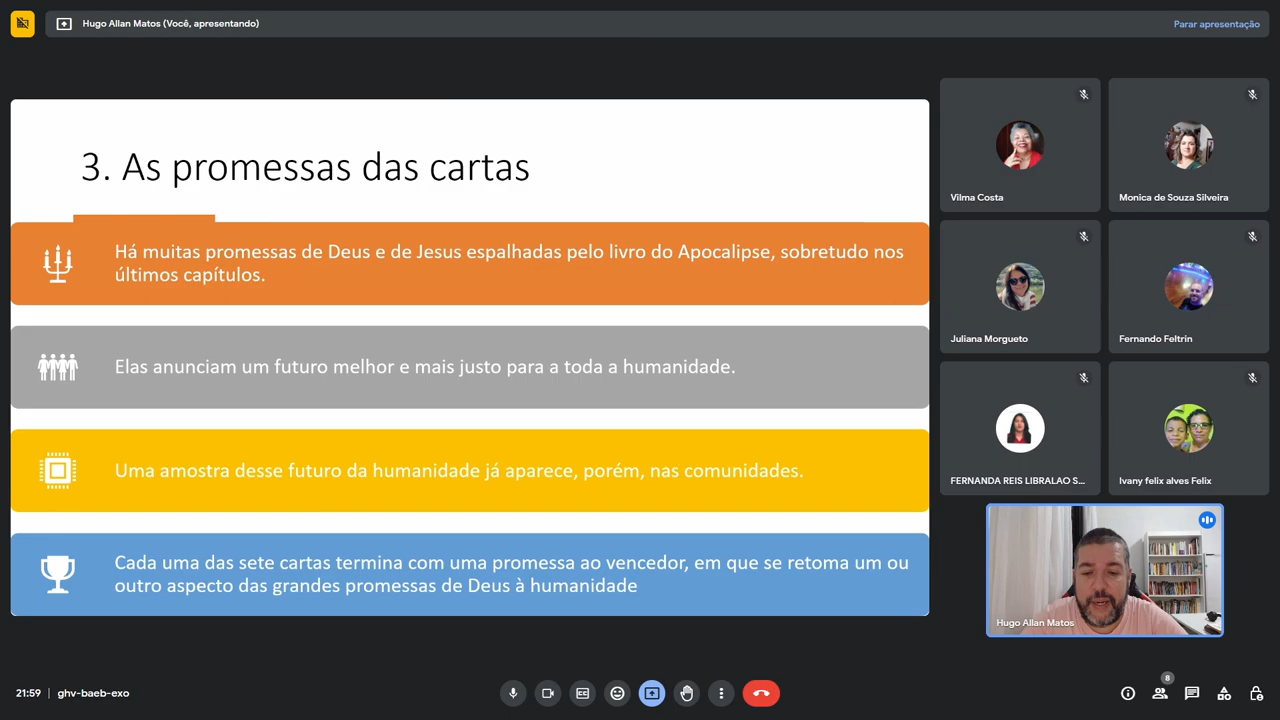 Hugo Allan Matos (Você, apresentando)
Parar apresentação
3. As promessas das cartas
Há muitas promessas de Deus e de Jesus espalhadas pelo livro do Apocalipse, sobretudo nos
últimos capítulos.
Elas anunciam um futuro melhor e mais justo para a toda a humanidade.
Uma amostra desse futuro da humanidade já aparece, porém, nas comunidades.
Cada uma das sete cartas termina com uma promessa ao vencedor, em que se retoma um ou
outro aspecto das grandes promessas de Deus à humanidade
Vilma Costa
Monica de Souza Silveira
Juliana Morgueto
Fernando Feltrin
FERNANDA REIS LIBRALAO S...
Ivany felix alves Felix
Hugo Allan Matos
21:59 | ghv-baeb-exo
8